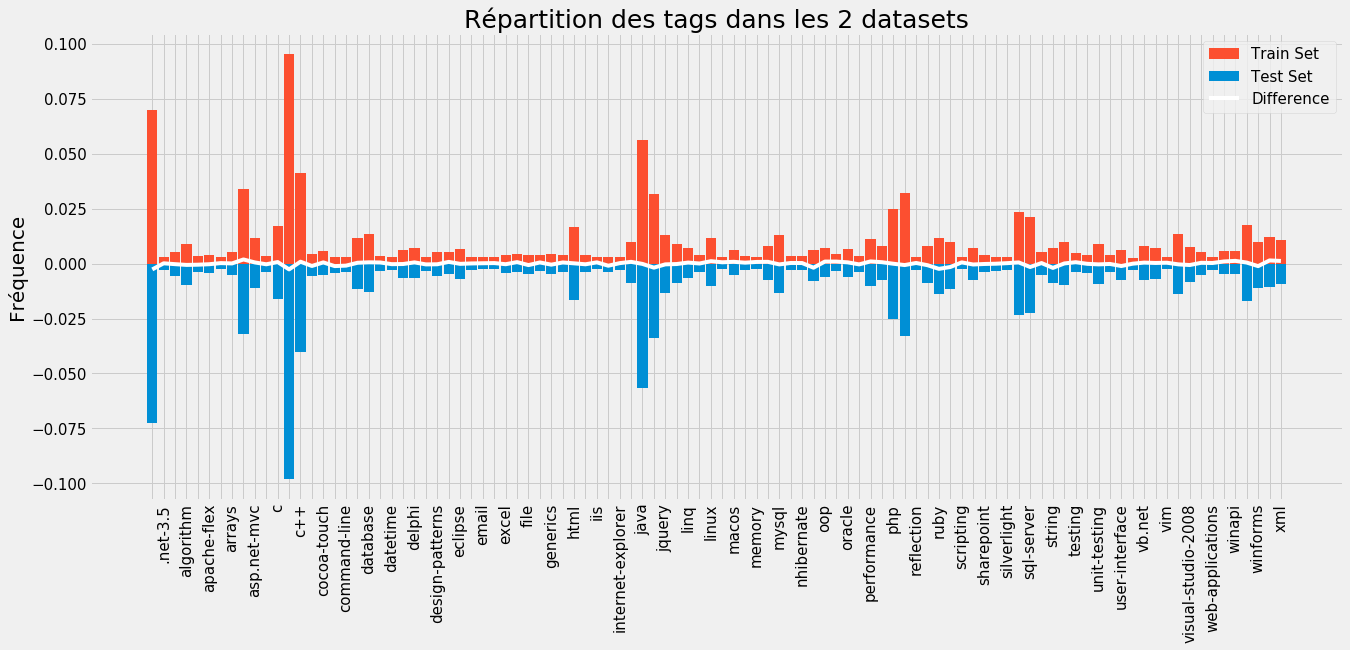 Répartition des tags dans les 2 datasets
Train Set
Test Set
Difference
Fréquence
0.100
0.075
0.050
0.025
0.000
−0.025
−0.050
−0.075
−0.100
.net-3.5
algorithm
apache-flex
arrays
asp.net-mvc
c
c++
cocoa-touch
command-line
database
datetime
delphi
design-patterns
eclipse
email
excel
file
generics
html
iis
internet-explorer
java
jquery
linq
linux
macos
memory
mysql
nhibernate
oop
oracle
performance
php
reflection
ruby
scripting
sharepoint
silverlight
sql-server
string
testing
unit-testing
user-interface
vb.net
vim
visual-studio-2008
web-applications
winapi
winforms
xml